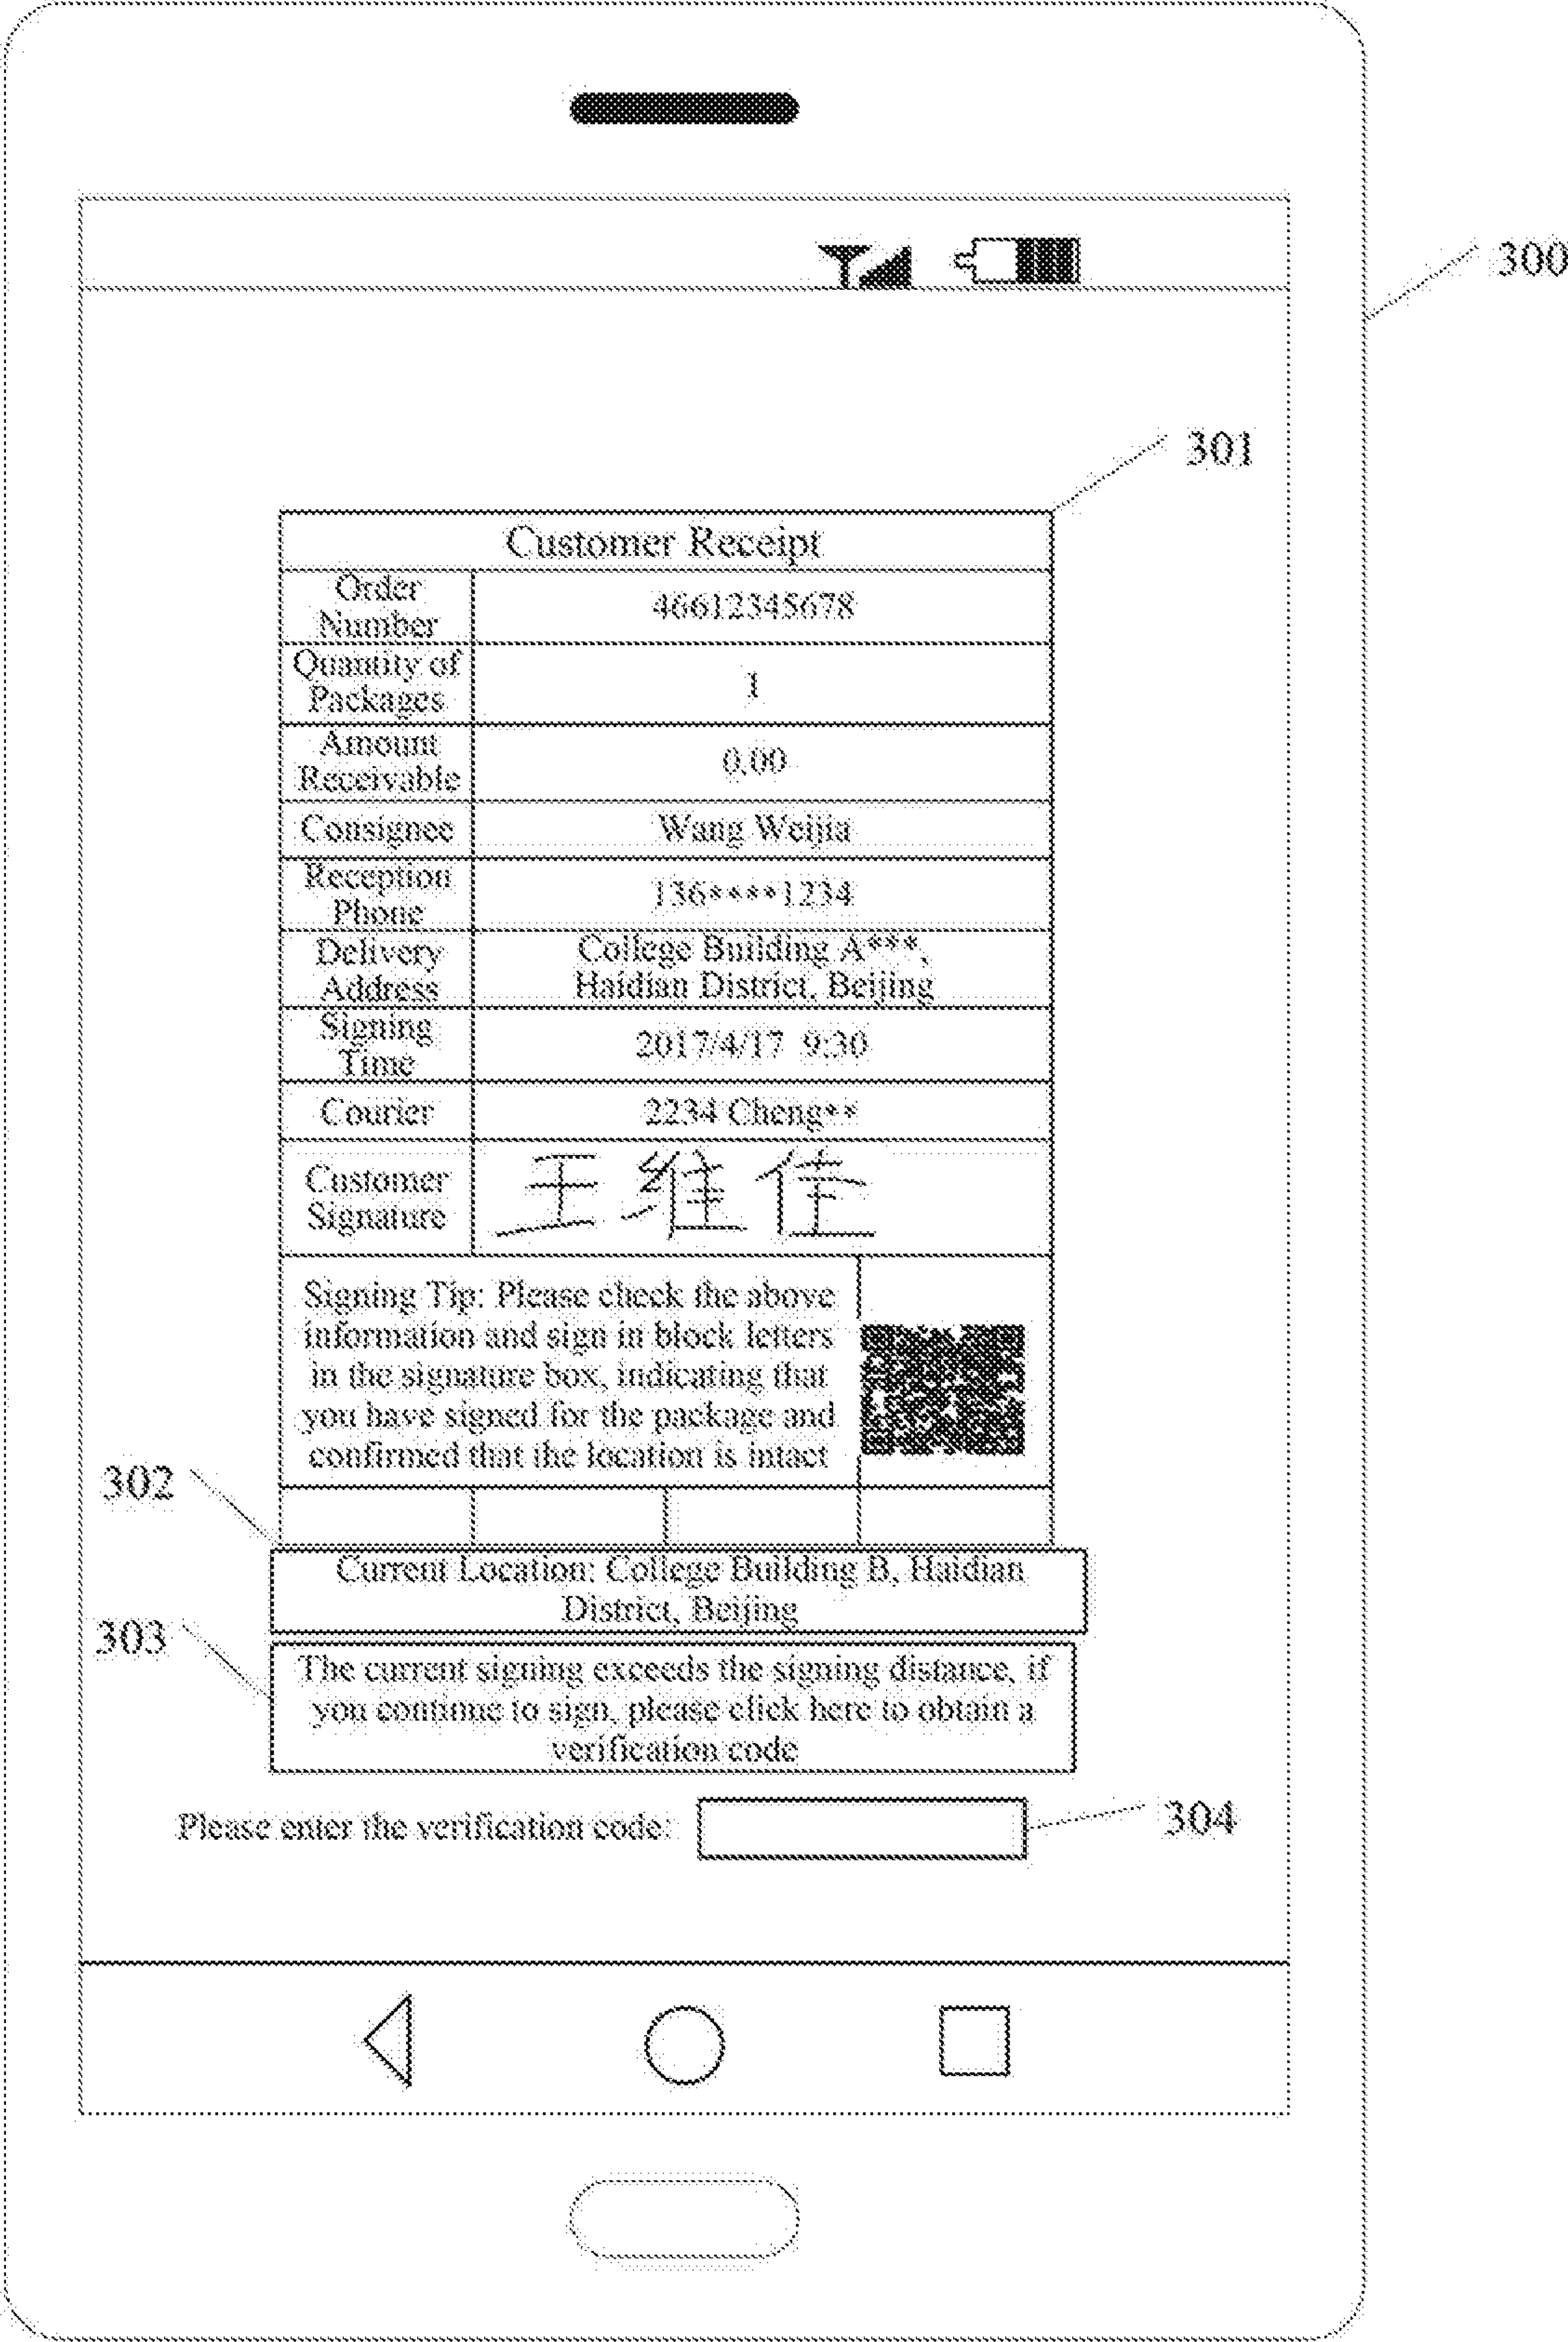 300
301
Customer Receipt
Order
Number
46612345678
Quantity of
Packages
1
Amount
Receivable
0.00
Consignee
Wang Weijia
Reception
Phone
136****1234
Delivery
Address
College Building A***,
Haidian District, Beijing
Signing
Time
2017/4/17 9:30
Courier
2234 Cheng**
Customer
Signature
王维佳
Signing Tip: Please check the above
information and sign in block letters
in the signature box, indicating that
you have signed for the package and
confirmed that the location is intact
302
Current Location: College Building B, Haidian
District, Beijing
303
The current signing exceeds the signing distance, if
you continue to sign, please click here to obtain a
verification code
Please enter the verification code:
304